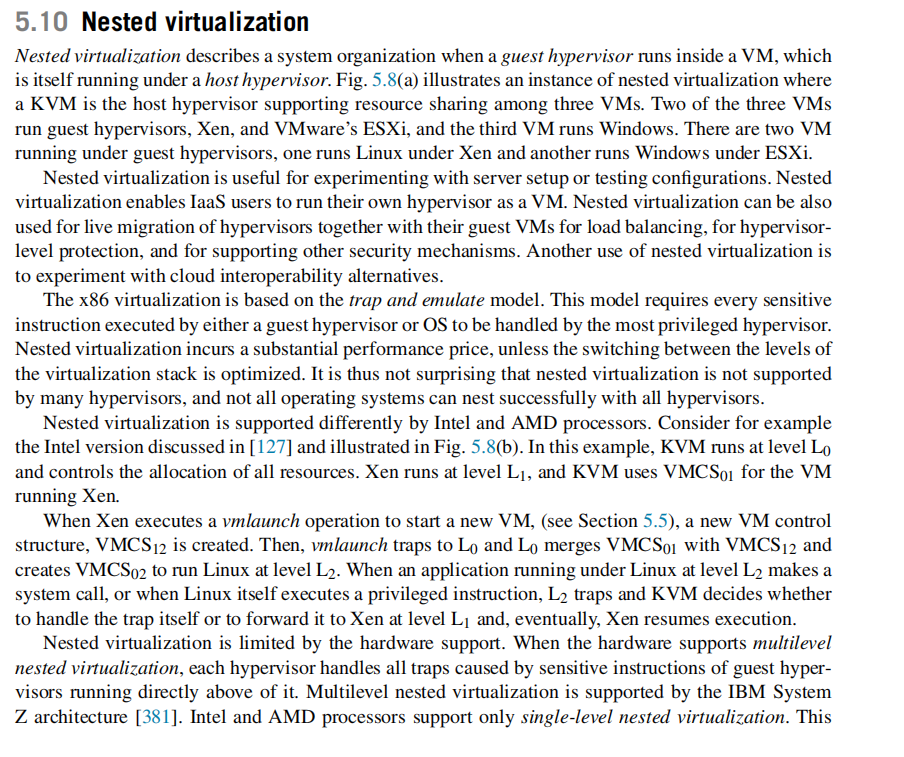 5.10 Nested virtualization
Nested virtualization describes a system organization when a guest hypervisor runs inside a VM, which
is itself running under a host hypervisor. Fig. 5.8(a) illustrates an instance of nested virtualization where
a KVM is the host hypervisor supporting resource sharing among three VMs. Two of the three VMs
run guest hypervisors, Xen, and VMware's ESXi, and the third VM runs Windows. There are two VM
running under guest hypervisors, one runs Linux under Xen and another runs Windows under ESXi.
Nested virtualization is useful for experimenting with server setup or testing configurations. Nested
virtualization enables IaaS users to run their own hypervisor as a VM. Nested virtualization can be also
used for live migration of hypervisors together with their guest VMs for load balancing, for hypervisor-
level protection, and for supporting other security mechanisms. Another use of nested virtualization is
to experiment with cloud interoperability alternatives.
The x86 virtualization is based on the trap and emulate model. This model requires every sensitive
instruction executed by either a guest hypervisor or OS to be handled by the most privileged hypervisor.
Nested virtualization incurs a substantial performance price, unless the switching between the levels of
the virtualization stack is optimized. It is thus not surprising that nested virtualization is not supported
by many hypervisors, and not all operating systems can nest successfully with all hypervisors.
Nested virtualization is supported differently by Intel and AMD processors. Consider for example
the Intel version discussed in [127] and illustrated in Fig. 5.8(b). In this example, KVM runs at level L0
and controls the allocation of all resources. Xen runs at level L1, and KVM uses VMCS01 for the VM
running Xen.
When Xen executes a vmlaunch operation to start a new VM, (see Section 5.5), a new VM control
structure, VMCS12 is created. Then, vmlaunch traps to L0 and L0 merges VMCS01 with VMCS12 and
creates VMCS02 to run Linux at level L2. When an application running under Linux at level L2 makes a
system call, or when Linux itself executes a privileged instruction, L2 traps and KVM decides whether
to handle the trap itself or to forward it to Xen at level L1 and, eventually, Xen resumes execution.
Nested virtualization is limited by the hardware support. When the hardware supports multilevel
nested virtualization, each hypervisor handles all traps caused by sensitive instructions of guest hyper-
visors running directly above of it. Multilevel nested virtualization is supported by the IBM System
Z architecture [381]. Intel and AMD processors support only single-level nested virtualization. This